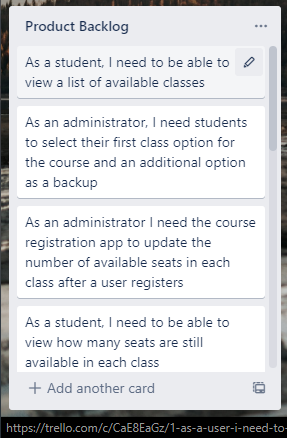 Product Backlog
As a student, I need to be able to
view a list of available classes
As an administrator, I need students
to select their first class option for
the course and an additional option
as a backup
As an administrator I need the course
registration app to update the
number of available seats in each
class after a user registers
As a student, I need to be able to
view how many seats are still
available in each class
+ Add another card
https://trello.com/c/CaE8EaGz/1-as-a-user-i-need-to-